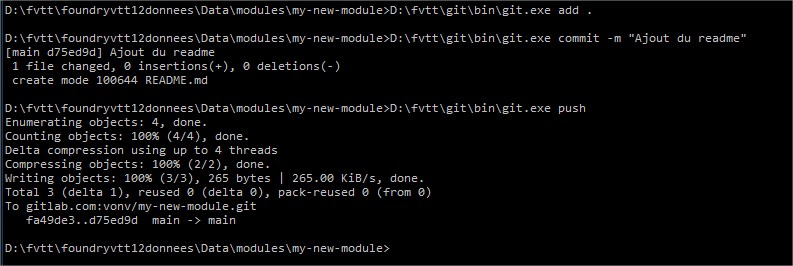 D:\fvtt\foundryvtt12donnees\Data\modules\my-new-module>D:\fvtt\git\bin\git.exe add .
D:\fvtt\foundryvtt12donnees\Data\modules\my-new-module>D:\fvtt\git\bin\git.exe commit -m "Ajout du readme"
[main d75ed9d] Ajout du readme
 1 file changed, 0 insertions(+), 0 deletions(-)
 create mode 100644 README.md
D:\fvtt\foundryvtt12donnees\Data\modules\my-new-module>D:\fvtt\git\bin\git.exe push
Enumerating objects: 4, done.
Counting objects: 100% (4/4), done.
Delta compression using up to 4 threads
Compressing objects: 100% (2/2), done.
Writing objects: 100% (3/3), 265 bytes | 265.00 KiB/s, done.
Total 3 (delta 1), reused 0 (delta 0), pack-reused 0 (from 0)
To gitlab.com:vonv/my-new-module.git
   fa49de3..d75ed9d  main -> main
D:\fvtt\foundryvtt12donnees\Data\modules\my-new-module>